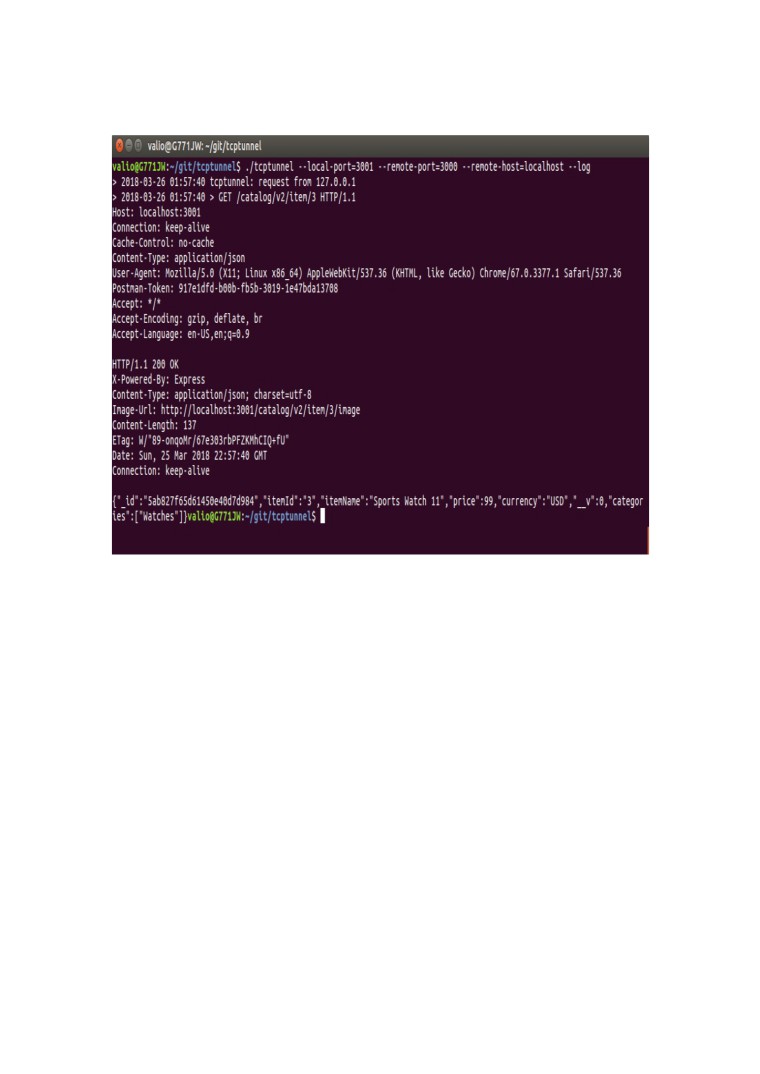 valio@G771JW: ~/git/tcptunnel
valio@G771JW:~/git/tcptunnel$ ./tcptunnel --local-port=3001 --remote-port=3000 --remote-host=localhost --log
> 2018-03-26 01:57:40 tcptunnel: request from 127.0.0.1
> 2018-03-26 01:57:40 > GET /catalog/v2/item/3 HTTP/1.1
Host: localhost:3001
Connection: keep-alive
Cache-Control: no-cache
Content-Type: application/json
User-Agent: Mozilla/5.0 (X11; Linux x86_64) AppleWebKit/537.36 (KHTML, like Gecko) Chrome/67.0.3377.1 Safari/537.36
Postman-Token: 917e1dfd-b00b-fb5b-3019-1e47bda13708
Accept: */*
Accept-Encoding: gzip, deflate, br
Accept-Language: en-US,en;q=0.9
HTTP/1.1 200 OK
X-Powered-By: Express
Content-Type: application/json; charset=utf-8
Image-Url: http://localhost:3001/catalog/v2/item/3/image
Content-Length: 137
ETag: W/"89-onqoMr/67e303rbPFZKMhCIQ+fU"
Date: Sun, 25 Mar 2018 22:57:40 GMT
Connection: keep-alive
{"_id":"5ab827f65d61450e40d7d984","itemId":"3","itemName":"Sports Watch 11","price":99,"currency":"USD","__v":0,"categor
ies":["Watches"]}valio@G771JW:~/git/tcptunnel$